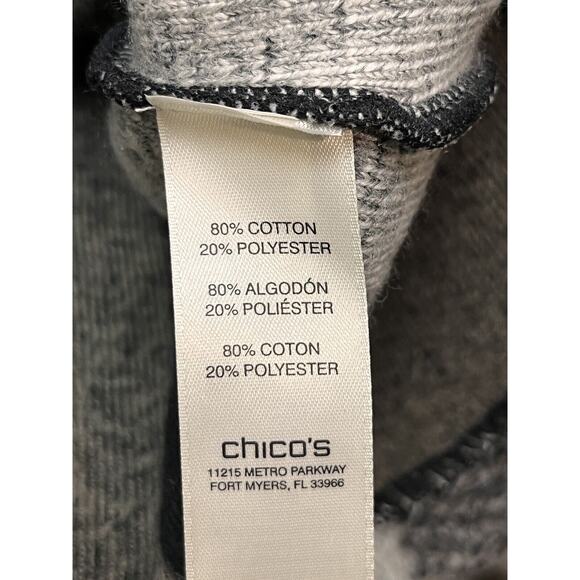 80% COTTON
20% POLYESTER
80% ALGODÓN
20% POLIÉSTER
80% COTON
20% POLYESTER
chico's
11215 METRO PARKWAY
FORT MYERS, FL 33966